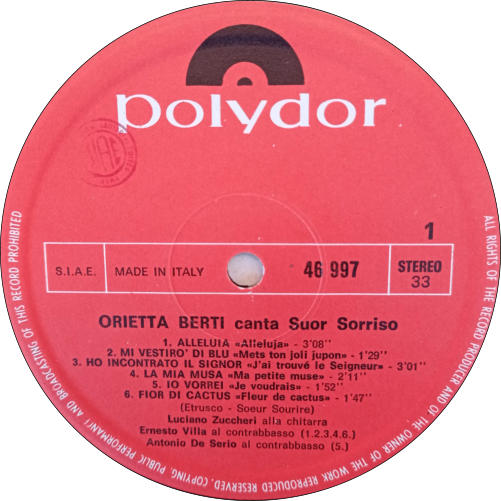 polydor
1
S.I.A.E.
MADE IN ITALY
46 997
STEREO
33
ORIETTA BERTI canta Suor Sorriso
1. ALLELUIA «Alleluja» - 3'08''
2. MI VESTIRO' DI BLU «Mets ton joli jupon» - 1'29''
3. HO INCONTRATO IL SIGNOR «J'ai trouvé le Seigneur» - 3'01''
4. LA MIA MUSA «Ma petite muse» - 2'11''
5. IO VORREI «Je voudrais» - 1'52''
6. FIOR DI CACTUS «Fleur de cactus» - 1'47''
(Etrusco - Soeur Sourire)
Luciano Zuccheri alla chitarra
Ernesto Villa al contrabbasso (1.2.3.4.6.)
Antonio De Serio al contrabbasso (5.)
ALL RIGHTS OF THE RECORD PRODUCER AND OF THE OWNER OF THE WORK REPRODUCED RESERVED. COPYING, PUBLIC PERFORMANCE AND BROADCASTING OF THIS RECORD PROHIBITED